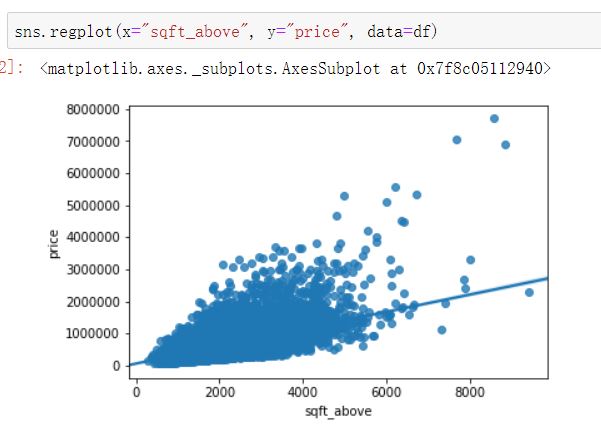 sns.regplot(x="sqft_above", y="price", data=df)
2]: <matplotlib.axes._subplots.AxesSubplot at 0x7f8c05112940>
8000000
7000000
6000000
5000000
4000000
3000000
2000000
1000000
0
price
0 2000 4000 6000 8000
sqft_above